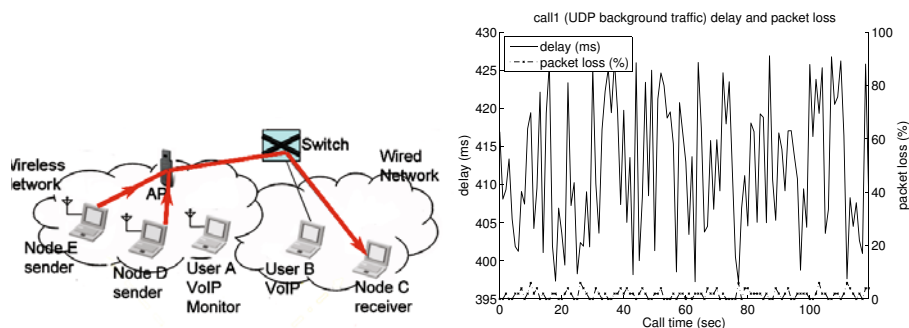 Switch
Wireless
Network
Wired
Network
AP
Node E
sender
Node D
sender
User A
VoIP
Monitor
User B
VoIP
Node C
receiver
call1 (UDP background traffic) delay and packet loss
delay (ms)
packet loss (%)
430
425
420
415
410
405
400
395
delay (ms)
100
80
60
40
20
0
packet loss (%)
0 20 40 60 80 100
Call time (sec)